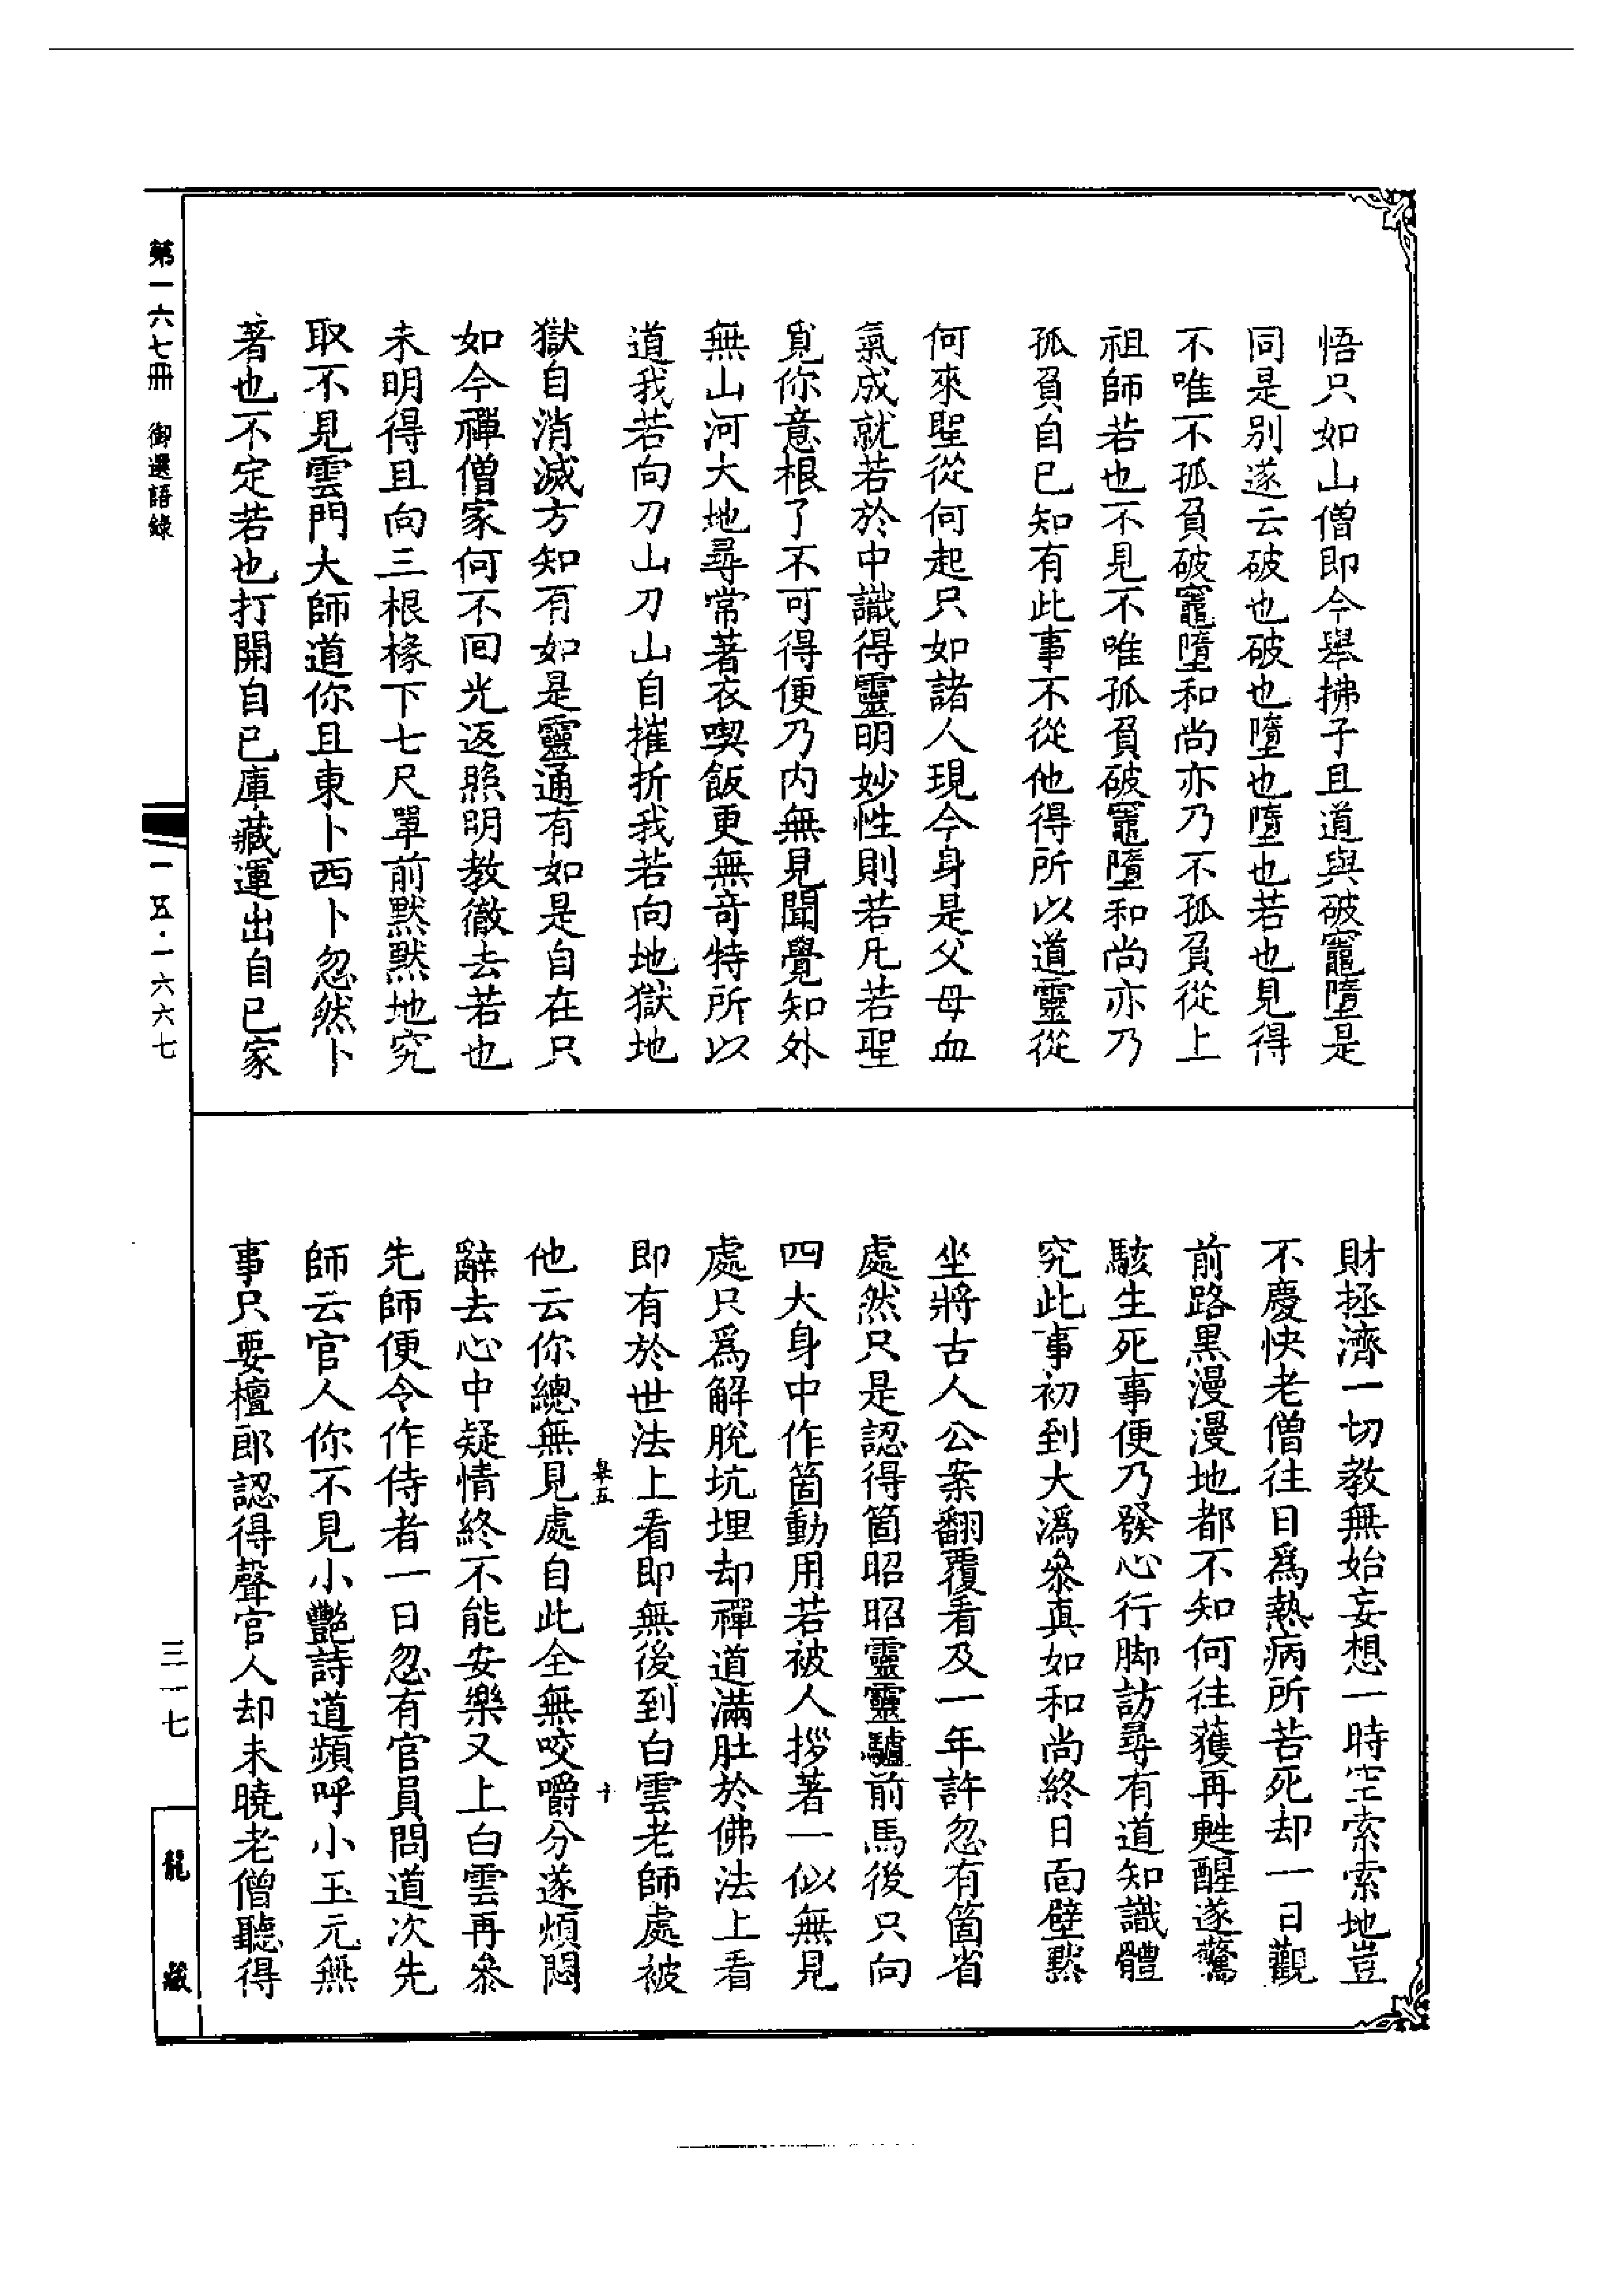 悟只如山僧即今舉拂子且道與破竈墮是
同是別遂云破也破也墮也墮也若也見得
不唯不孤負破竈墮和尚亦乃不孤負從上
祖師若也不見不唯孤負破竈墮和尚亦乃
孤負自已知有此事不從他得所以道靈從
何來聖從何起只如諸人現今身是父母血
氣成就若於中識得靈明妙性則若凡若聖
覓你意根了不可得便乃內無見聞覺知外
無山河大地尋常著衣喫飯更無奇特所以
道我若向刀山刀山自摧折我若向地獄地
獄自消滅方知有如是靈通有如是自在只
如今禪僧家何不回光返照明教徹去若也
未明得且向三根椽下七尺單前默默地究
取不見雲門大師道你且東卜西卜忽然卜
著也不定若也打開自已庫藏運出自已家
財拯濟一切教無始妄想一時空索索地豈
不慶快老僧往日為熱病所苦死却一日觀
前路黑漫漫地都不知何往獲再甦醒遂驚
駭生死事便乃發心行脚訪尋有道知識體
究此事初到大潙參真如和尚終日面壁默
坐將古人公案翻覆看及一年許忽有箇省
處然只是認得箇昭昭靈靈驢前馬後只向
四大身中作箇動用若被人拶著一似無見
處只為解脫坑埋却禪道滿肚於佛法上看
即有於世法上看即無後到白雲老師處被
他云你總無見處自此全無咬嚼分遂煩悶
辭去心中疑情終不能安樂又上白雲再參
先師便令作侍者一日忽有官員問道次先
師云官人你不見小艷詩道頻呼小玉元無
事只要檀郎認得聲官人却未曉老僧聽得
皋五
十
第一六七冊 御選語錄
一五·一六六七
三一七
龍藏